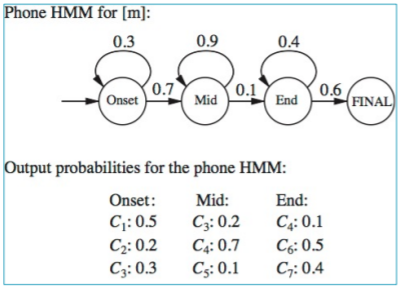 Phone HMM for [m]:
0.3 0.9 0.4
0.7 0.1 0.6
Onset Mid End FINAL
Output probabilities for the phone HMM:
Onset: Mid: End:
C₁: 0.5 C₃: 0.2 C₄: 0.1
C₂: 0.2 C₄: 0.7 C₆: 0.5
C₃: 0.3 C₅: 0.1 C₇: 0.4